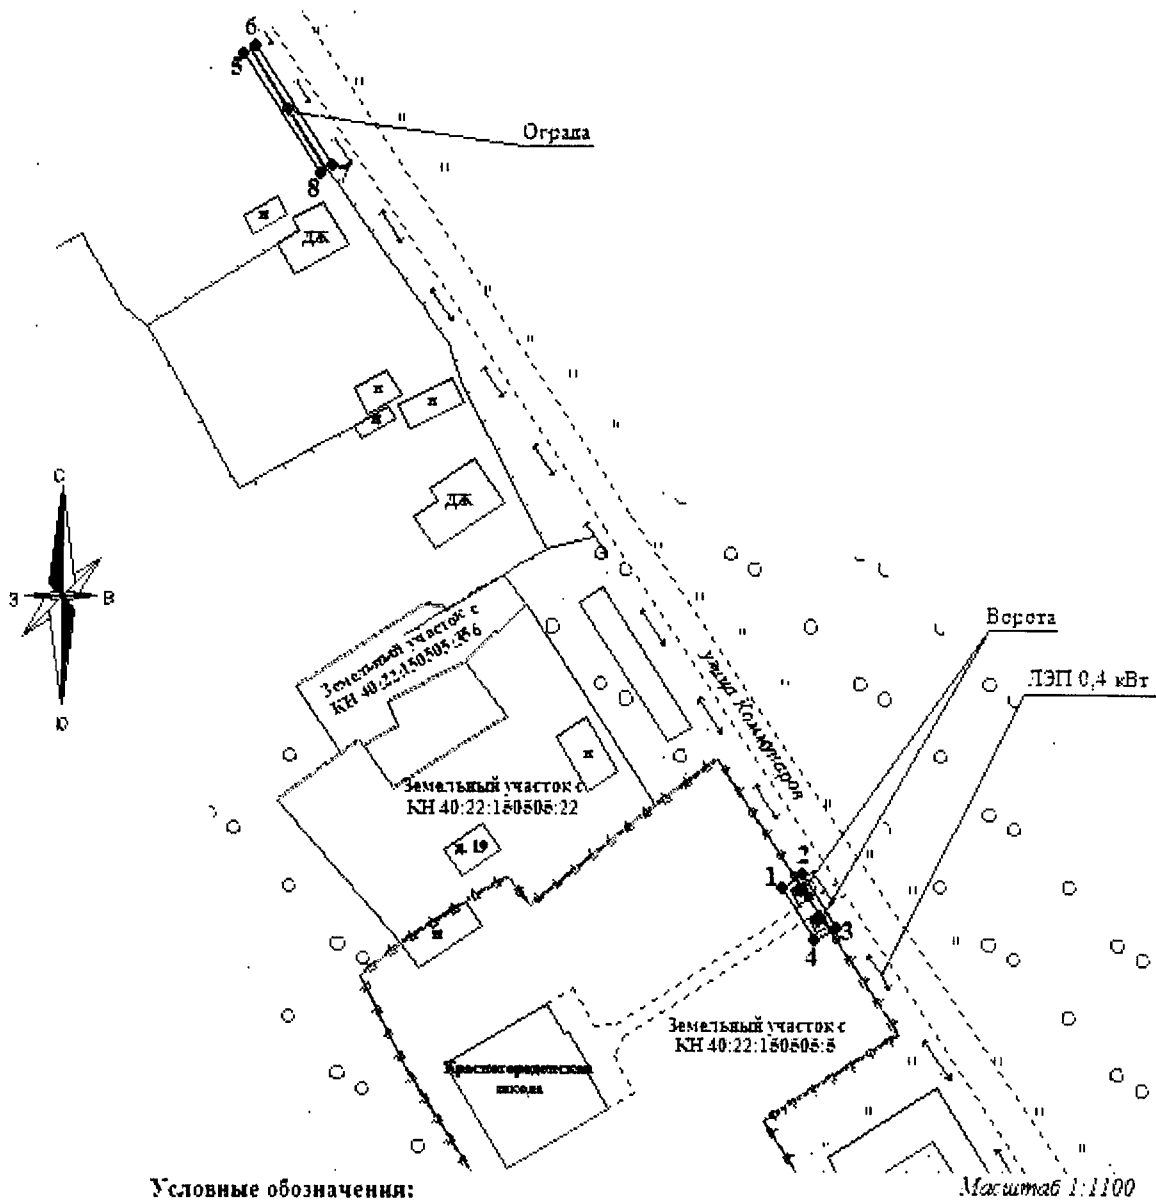 6
5
Ограда
7
8
н
ДЖ
н
н
н
ДЖ
С
З
В
Ю
Земельный участок с
КН 40:22:150505:
Ворота
ЛЭП 0,4 кВт
улица Коммунаров
н
Земельный участок с
КН 40:22:150505:22
д. 19
1
2
3
4
н
Земельный участок с
КН 40:22:150505:5
школа
Условные обозначения:
Масштаб 1:1100